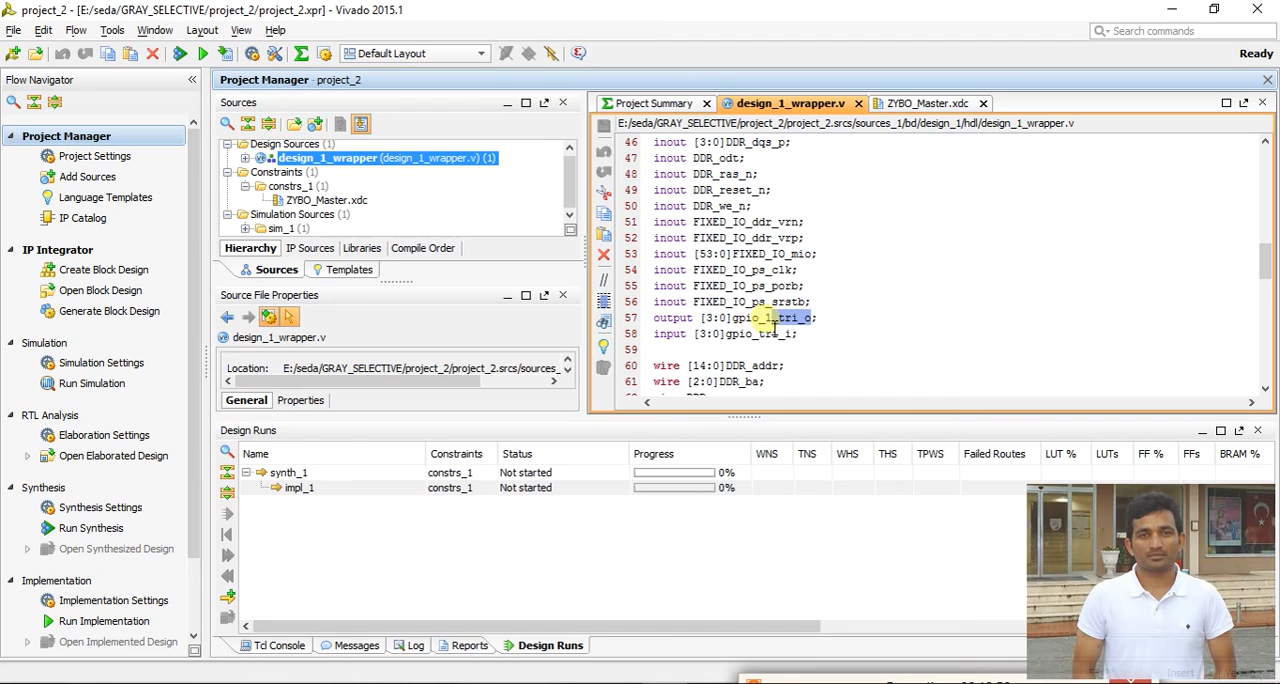 project_2 - [E:/seda/GRAY_SELECTIVE/project_2/project_2.xpr] - Vivado 2015.1
File Edit Flow Tools Window Layout View Help
Search commands
Default Layout
Ready
Flow Navigator
Project Manager
Project Settings
Add Sources
Language Templates
IP Catalog
IP Integrator
Create Block Design
Open Block Design
Generate Block Design
Simulation
Simulation Settings
Run Simulation
RTL Analysis
Elaboration Settings
Open Elaborated Design
Synthesis
Synthesis Settings
Run Synthesis
Open Synthesized Design
Implementation
Implementation Settings
Run Implementation
Open Implemented Design
Project Manager - project_2
Sources
Design Sources (1)
design_1_wrapper (design_1_wrapper.v) (1)
Constraints (1)
constrs_1 (1)
ZYBO_Master.xdc
Simulation Sources (1)
sim_1 (1)
Hierarchy IP Sources Libraries Compile Order
Sources Templates
Source File Properties
design_1_wrapper.v
Location: E:/seda/GRAY_SELECTIVE/project_2/project_2.srcs/sources_
General Properties
Project Summary design_1_wrapper.v ZYBO_Master.xdc
E:/seda/GRAY_SELECTIVE/project_2/project_2.srcs/sources_1/bd/design_1/hdl/design_1_wrapper.v
46 inout [3:0]DDR_dqs_p;
47 inout DDR_odt;
48 inout DDR_ras_n;
49 inout DDR_reset_n;
50 inout DDR_we_n;
51 inout FIXED_IO_ddr_vrn;
52 inout FIXED_IO_ddr_vrp;
53 inout [53:0]FIXED_IO_mio;
54 inout FIXED_IO_ps_clk;
55 inout FIXED_IO_ps_porb;
56 inout FIXED_IO_ps_srstb;
57 output [3:0]gpio_1_tri_o;
58 input [3:0]gpio_tri_i;
59
60 wire [14:0]DDR_addr;
61 wire [2:0]DDR_ba;
Design Runs
Name Constraints Status Progress WNS TNS WHS THS TPWS Failed Routes LUT % LUTs FF % FFs BRAM %
synth_1 constrs_1 Not started 0%
impl_1 constrs_1 Not started 0%
Tcl Console Messages Log Reports Design Runs